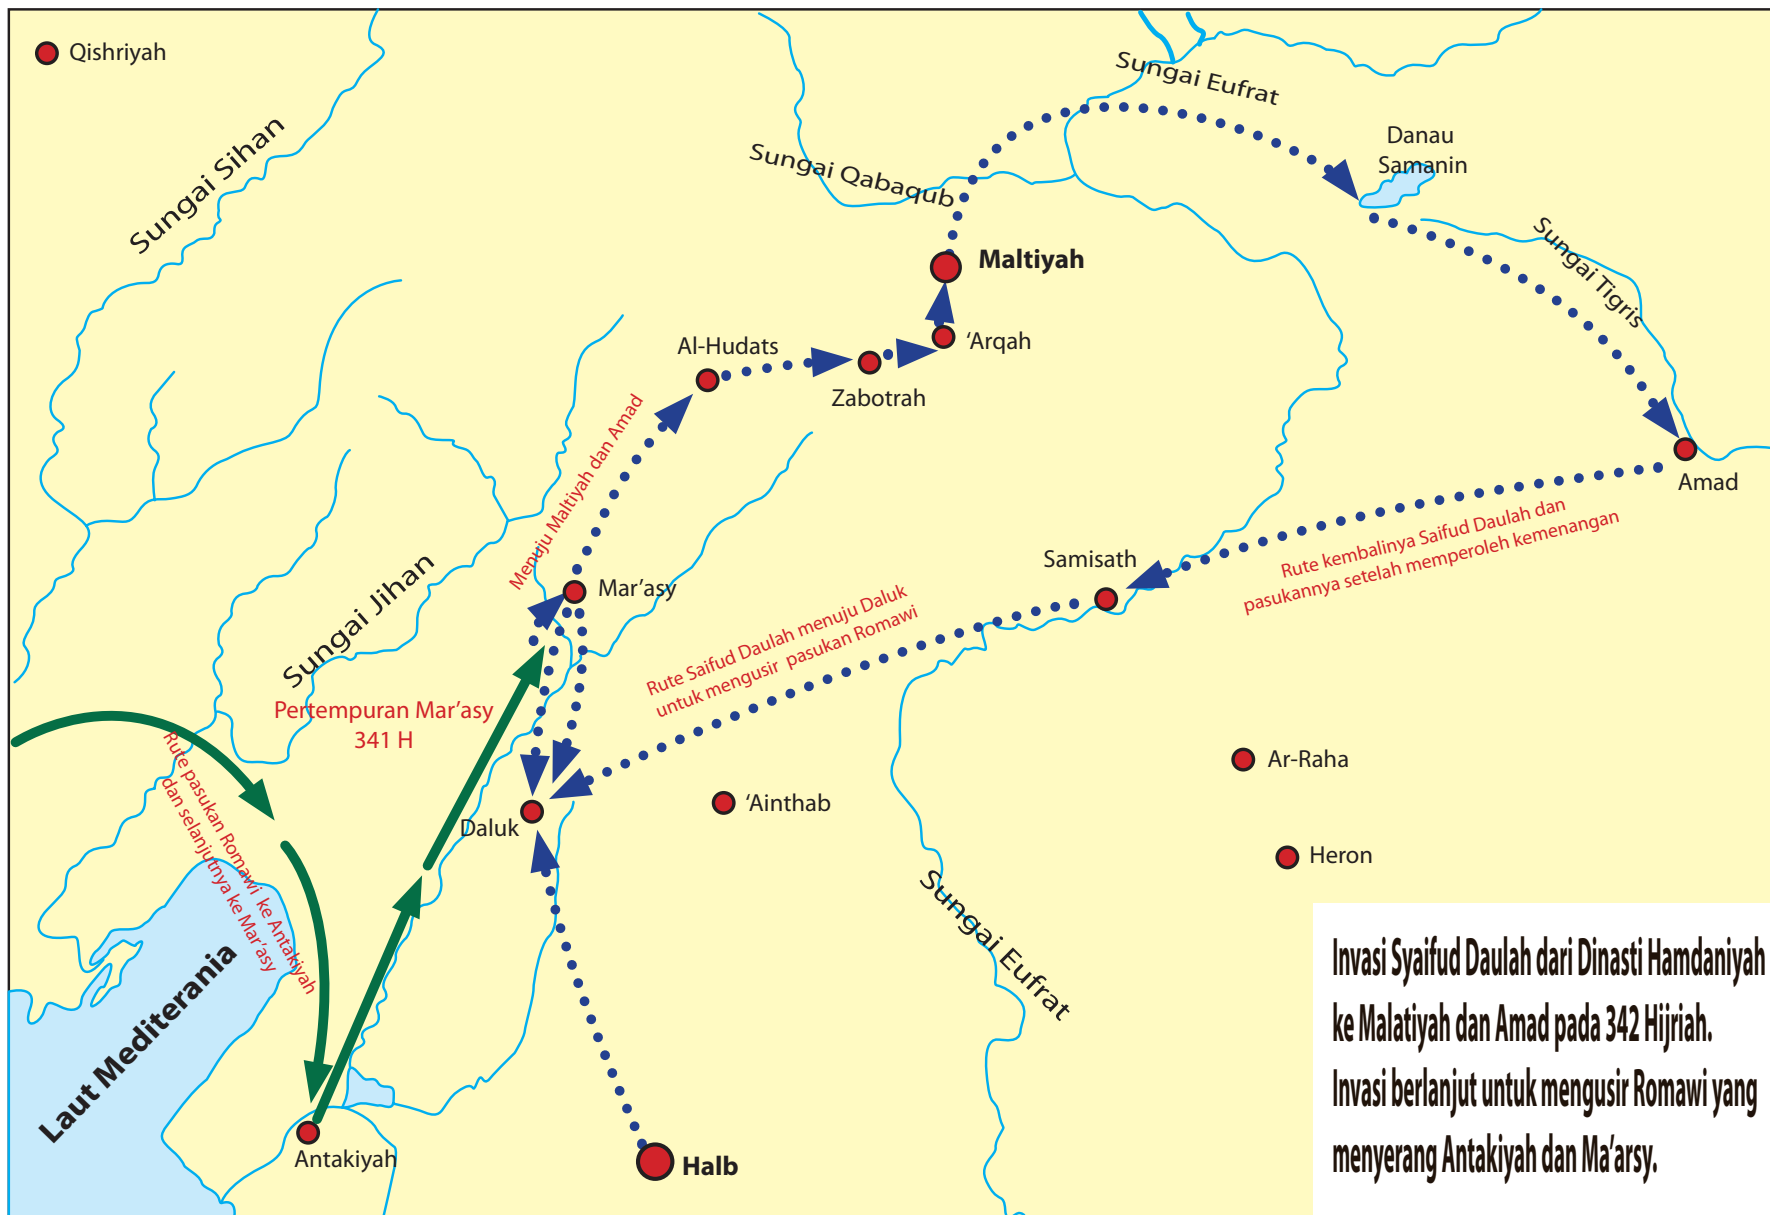 Qishriyah
Sungai Sihan
Sungai Eufrat
Danau
Samanin
Sungai Qabaqub
Sungai Tigris
Maltiyah
Al-Hudats
'Arqah
Zabotrah
Menuju Maltiyah dan Amad
Amad
Rute kembalinya Saifud Daulah dan
pasukannya setelah memperoleh kemenangan
Samisath
Mar'asy
Sungai Jihan
Rute Saifud Daulah menuju Daluk
untuk mengusir pasukan Romawi
Pertempuran Mar'asy
341 H
Rute pasukan Romawi ke Antakiyah
dan selanjutnya ke Mar'asy
Ar-Raha
'Ainthab
Daluk
Heron
Sungai Eufrat
Laut Mediterania
Antakiyah
Halb
Invasi Syaifud Daulah dari Dinasti Hamdaniyah
ke Malatiyah dan Amad pada 342 Hijriah.
Invasi berlanjut untuk mengusir Romawi yang
menyerang Antakiyah dan Ma'arsy.